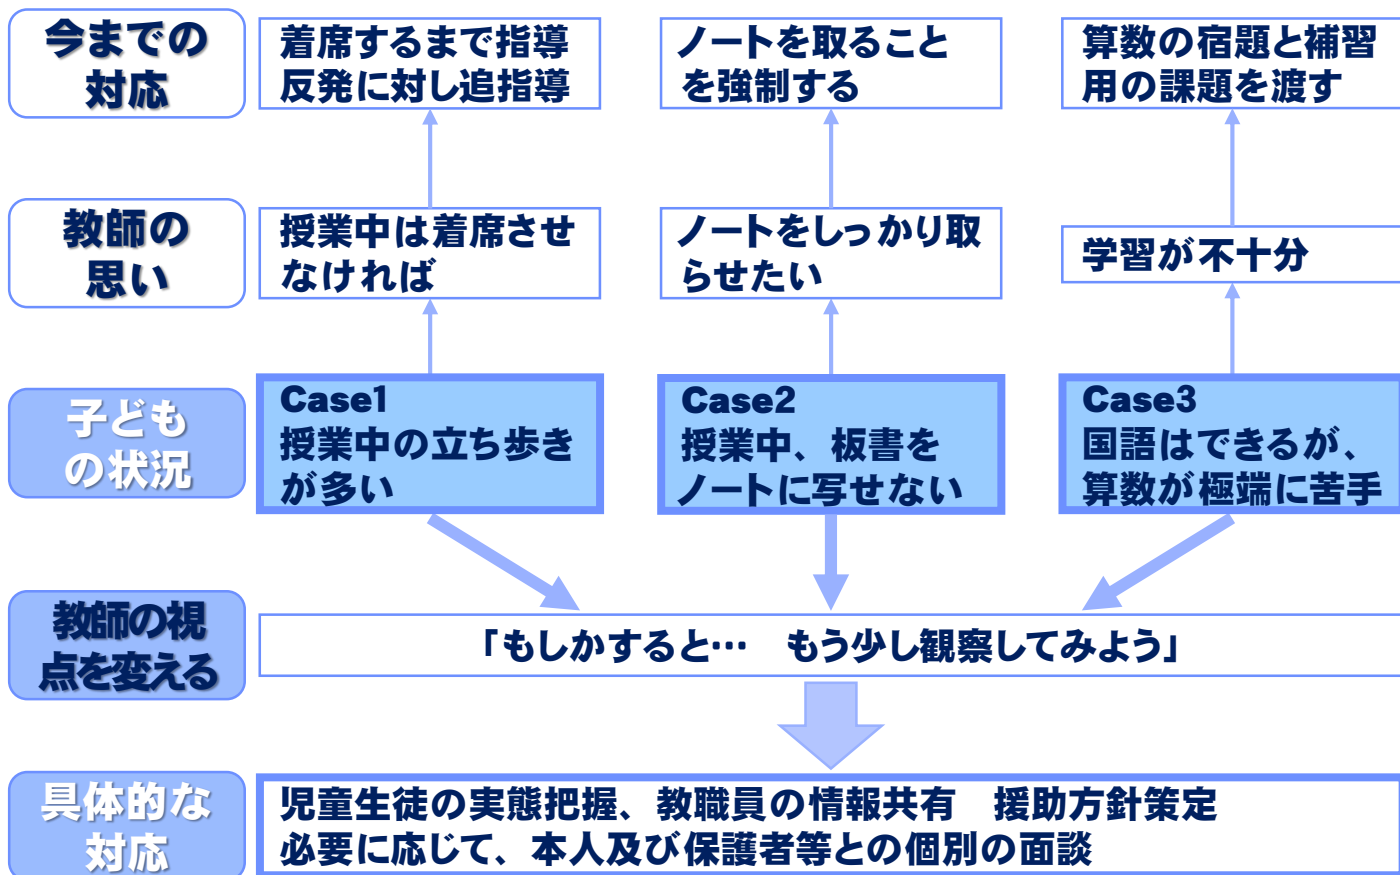 今までの
対応
着席するまで指導
反発に対し追指導
ノートを取ること
を強制する
算数の宿題と補習
用の課題を渡す
教師の
思い
授業中は着席させ
なければ
ノートをしっかり取
らせたい
学習が不十分
子ども
の状況
Case1
授業中の立ち歩き
が多い
Case2
授業中、板書を
ノートに写せない
Case3
国語はできるが、
算数が極端に苦手
教師の視
点を変える
「もしかすると… もう少し観察してみよう」
具体的な
対応
児童生徒の実態把握、教職員の情報共有 援助方針策定
必要に応じて、本人及び保護者等との個別の面談